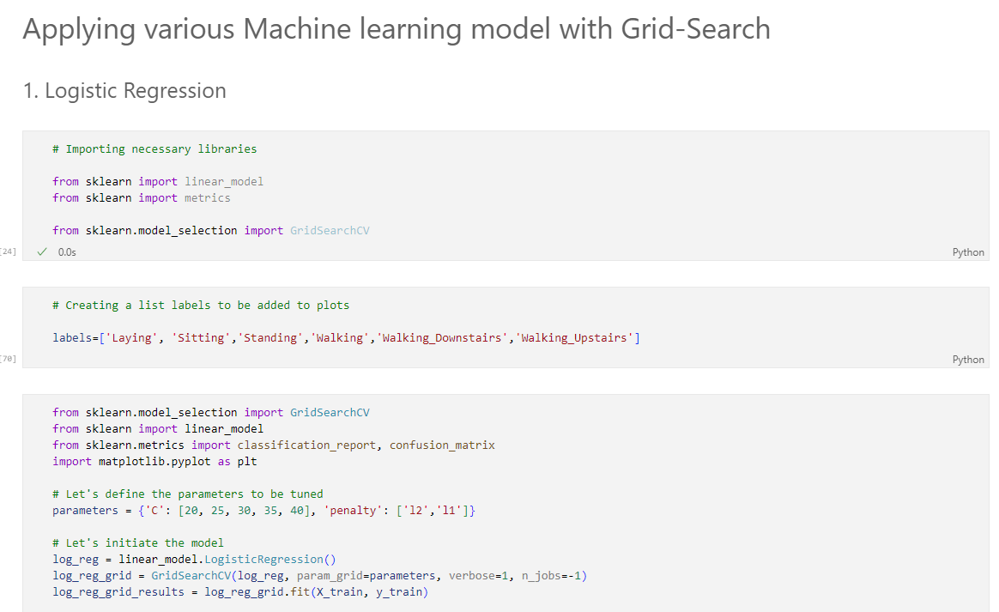 Applying various Machine learning model with Grid-Search
1. Logistic Regression
# Importing necessary libraries
from sklearn import linear_model
from sklearn import metrics
from sklearn.model_selection import GridSearchCV
[24]
0.0s
Python
# Creating a list labels to be added to plots
labels=['Laying', 'Sitting','Standing','Walking','Walking_Downstairs','Walking_Upstairs']
[70]
Python
from sklearn.model_selection import GridSearchCV
from sklearn import linear_model
from sklearn.metrics import classification_report, confusion_matrix
import matplotlib.pyplot as plt
# Let's define the parameters to be tuned
parameters = {'C': [20, 25, 30, 35, 40], 'penalty': ['l2','l1']}
# Let's initiate the model
log_reg = linear_model.LogisticRegression()
log_reg_grid = GridSearchCV(log_reg, param_grid=parameters, verbose=1, n_jobs=-1)
log_reg_grid_results = log_reg_grid.fit(X_train, y_train)